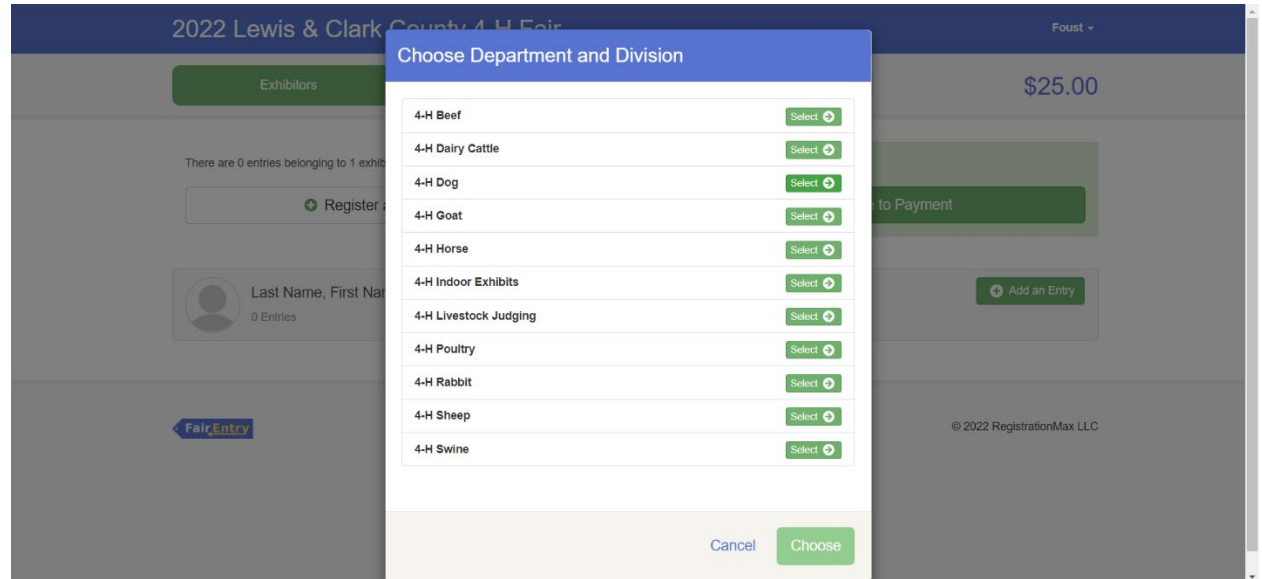 2022 Lewis & Clark County 4-H Fair
Foust
Choose Department and Division
Exhibitors
$25.00
4-H Beef Select
4-H Dairy Cattle Select
4-H Dog Select
4-H Goat Select
4-H Horse Select
4-H Indoor Exhibits Select
4-H Livestock Judging Select
4-H Poultry Select
4-H Rabbit Select
4-H Sheep Select
4-H Swine Select
There are 0 entries belonging to 1
Register
to Payment
Last Name, First
0 Entries
Add an Entry
FairEntry
© 2022 RegistrationMax LLC
Cancel Choose